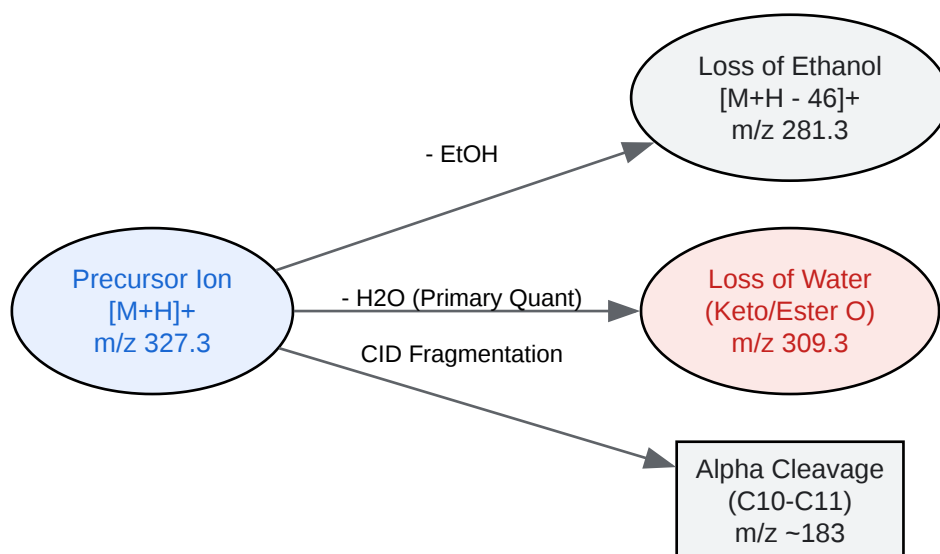 Loss of Ethanol
[M+H - 46]+
m/z 281.3
- EtOH
Precursor Ion
[M+H]+
m/z 327.3
- H2O (Primary Quant)
Loss of Water
(Keto/Ester O)
m/z 309.3
CID Fragmentation
Alpha Cleavage
(C10-C11)
m/z ~183